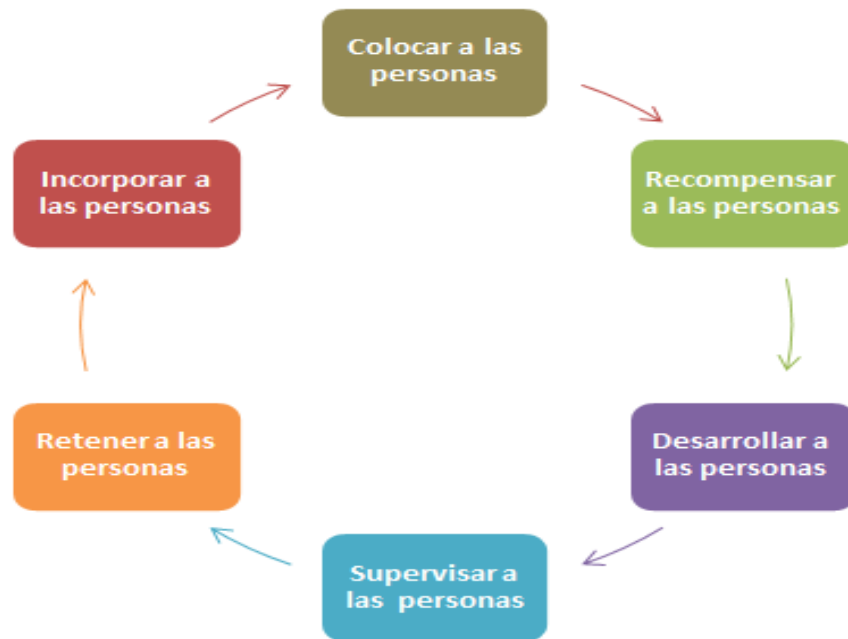 Colocar a las
personas
Recompensar
a las personas
Desarrollar a
las personas
Supervisar a
las personas
Retener a las
personas
Incorporar a
las personas